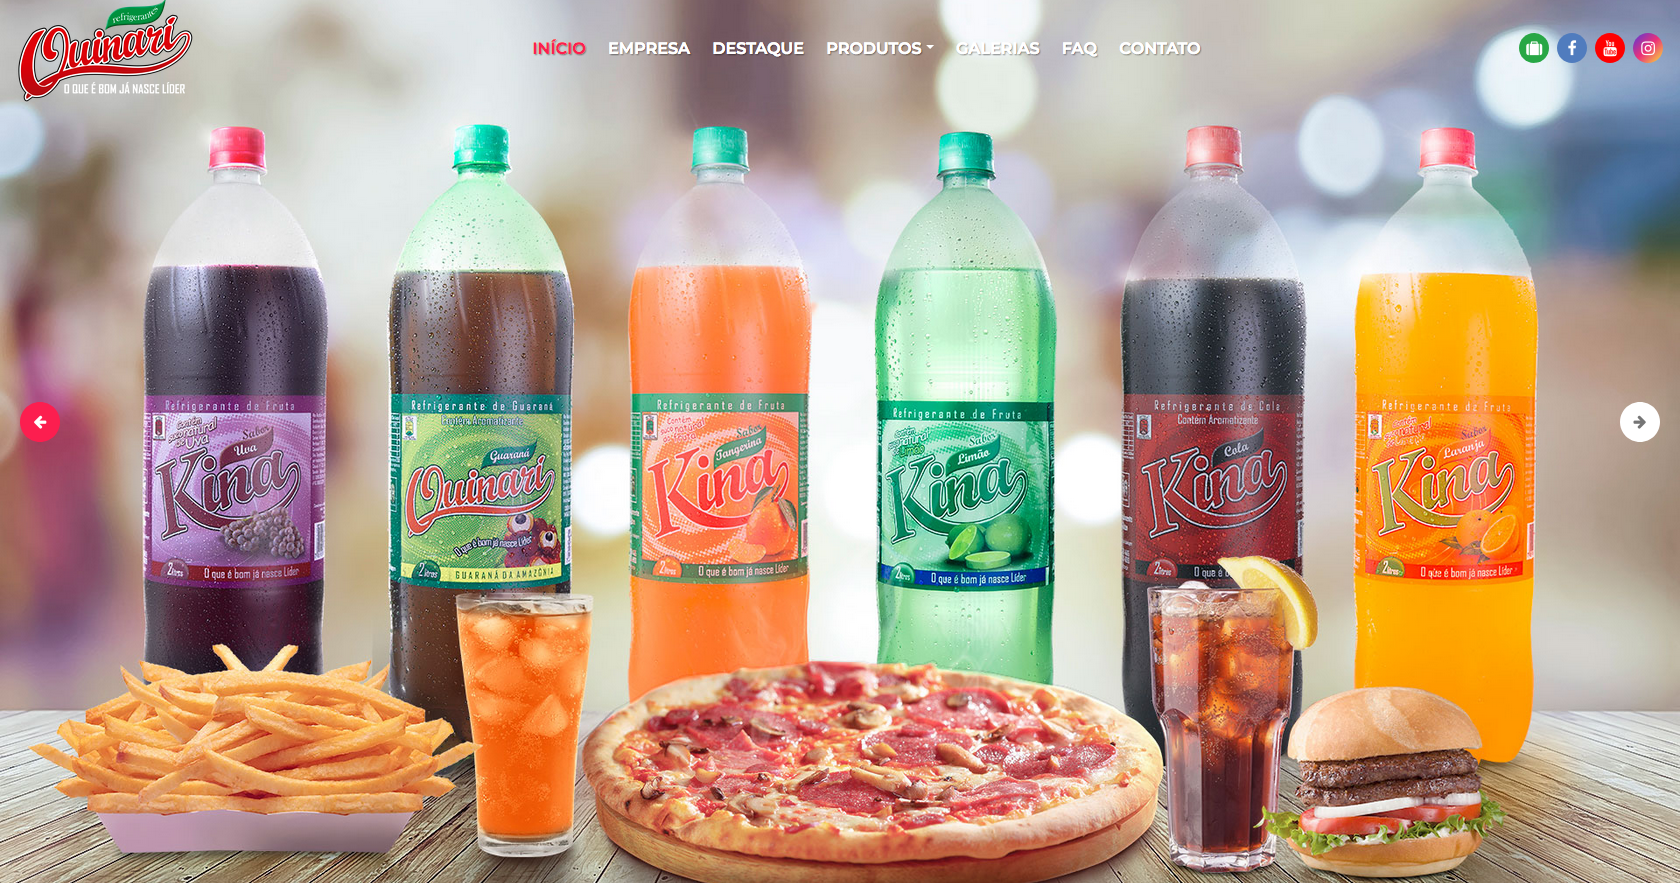 refrigerantes
Quinari
O QUE É BOM JÁ NASCE LÍDER
INÍCIO EMPRESA DESTAQUE PRODUTOS GALERIAS FAQ CONTATO
You
Tube
Refrigerante de Fruta
contém
suco natural
de Uva
Sabor
Uva
Kina
2 litros
O que é bom já nasce Líder
Refrigerante de Guaraná
Contém Aromatizante
Guaraná
Quinari
O que é bom já nasce Líder
2 litros
GUARANÁ DA AMAZÔNIA
Refrigerante de Fruta
Contém
suco natural
de fruta
Sabor
Tangerina
Kina
2 litros
O que é bom já nasce Líder
Refrigerante de Fruta
contém
suco natural
de Limão
Sabor
Limão
Kina
2 litros
O que é bom já nasce Líder
Refrigerante de Cola
Contém Aromatizante
Cola
Kina
2 litros
O que é b
Refrigerante de Fruta
Contém
suco natural
Sabor
Laranja
Kina
2 litros
O que é bom já nasce Líder